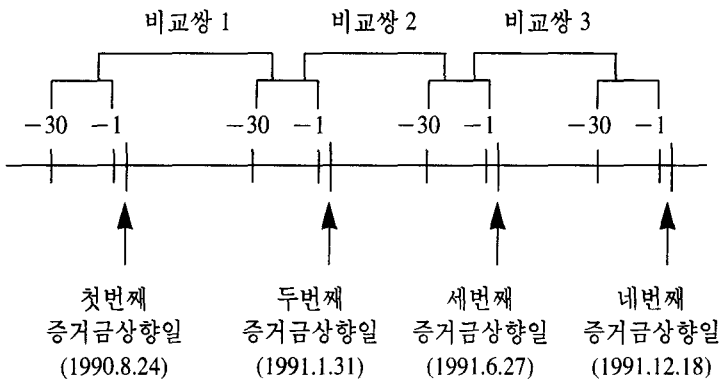 비교쌍 1 비교쌍 2 비교쌍 3
−30 −1 −30 −1 −30 −1 −30 −1
첫번째 두번째 세번째 네번째
증거금상향일 증거금상향일 증거금상향일 증거금상향일
(1990.8.24) (1991.1.31) (1991.6.27) (1991.12.18)